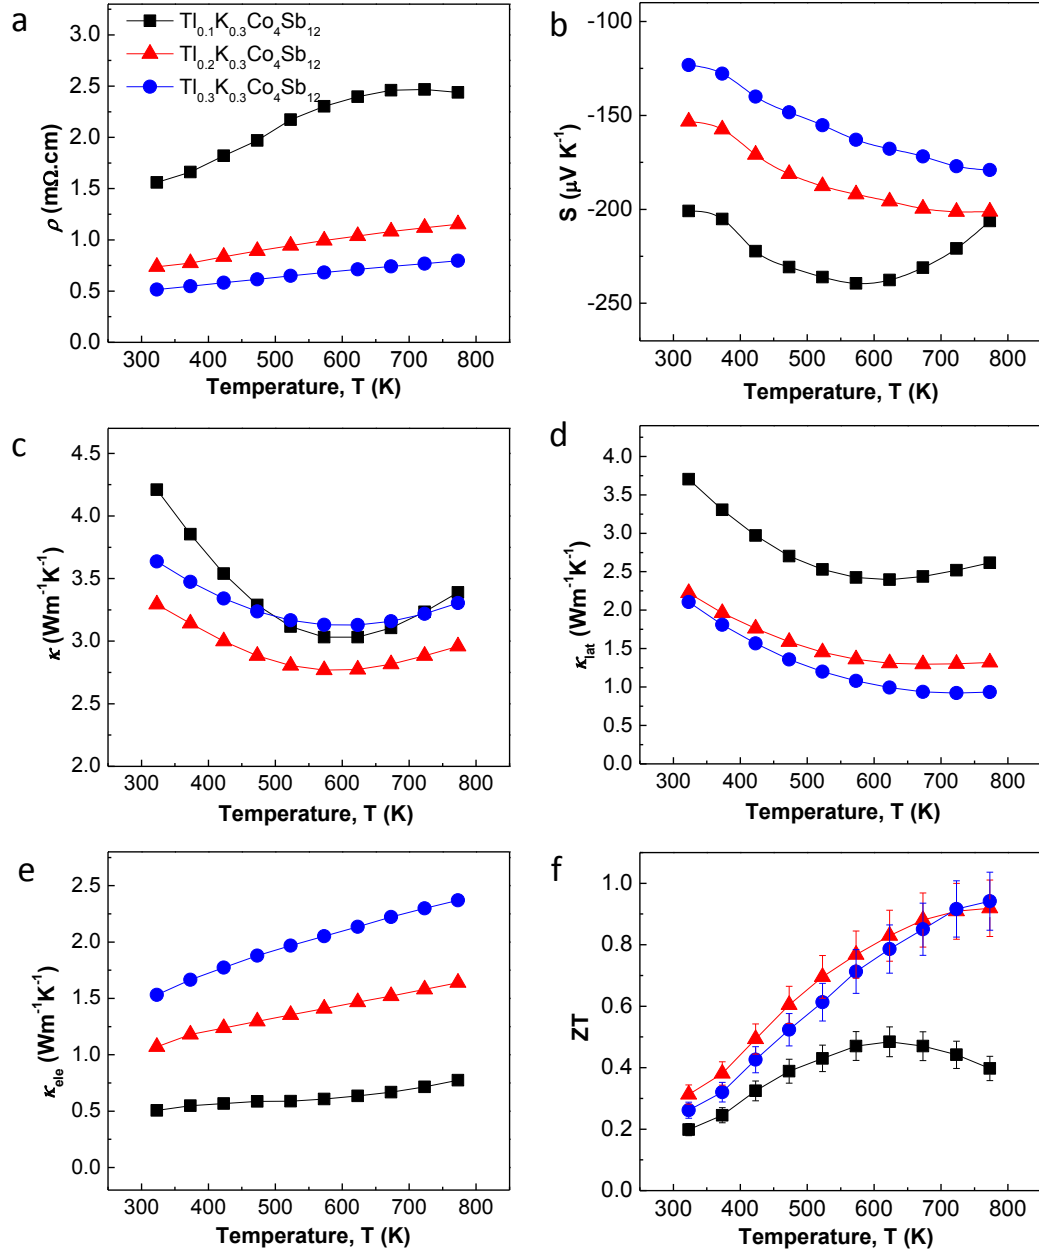 a
Tl0.1K0.3Co4Sb12
Tl0.2K0.3Co4Sb12
Tl0.3K0.3Co4Sb12
3.0
2.5
2.0
1.5
1.0
0.5
0.0
ρ (mΩ.cm)
300 400 500 600 700 800
Temperature, T (K)
b
-100
-150
-200
-250
S (μV K-1)
300 400 500 600 700 800
Temperature, T (K)
c
4.5
4.0
3.5
3.0
2.5
2.0
κ (Wm-1K-1)
300 400 500 600 700 800
Temperature, T (K)
d
4.0
3.5
3.0
2.5
2.0
1.5
1.0
0.5
0.0
κlat (Wm-1K-1)
300 400 500 600 700 800
Temperature, T (K)
e
2.5
2.0
1.5
1.0
0.5
0.0
κele (Wm-1K-1)
300 400 500 600 700 800
Temperature, T (K)
f
1.0
0.8
0.6
0.4
0.2
0.0
ZT
300 400 500 600 700 800
Temperature, T (K)